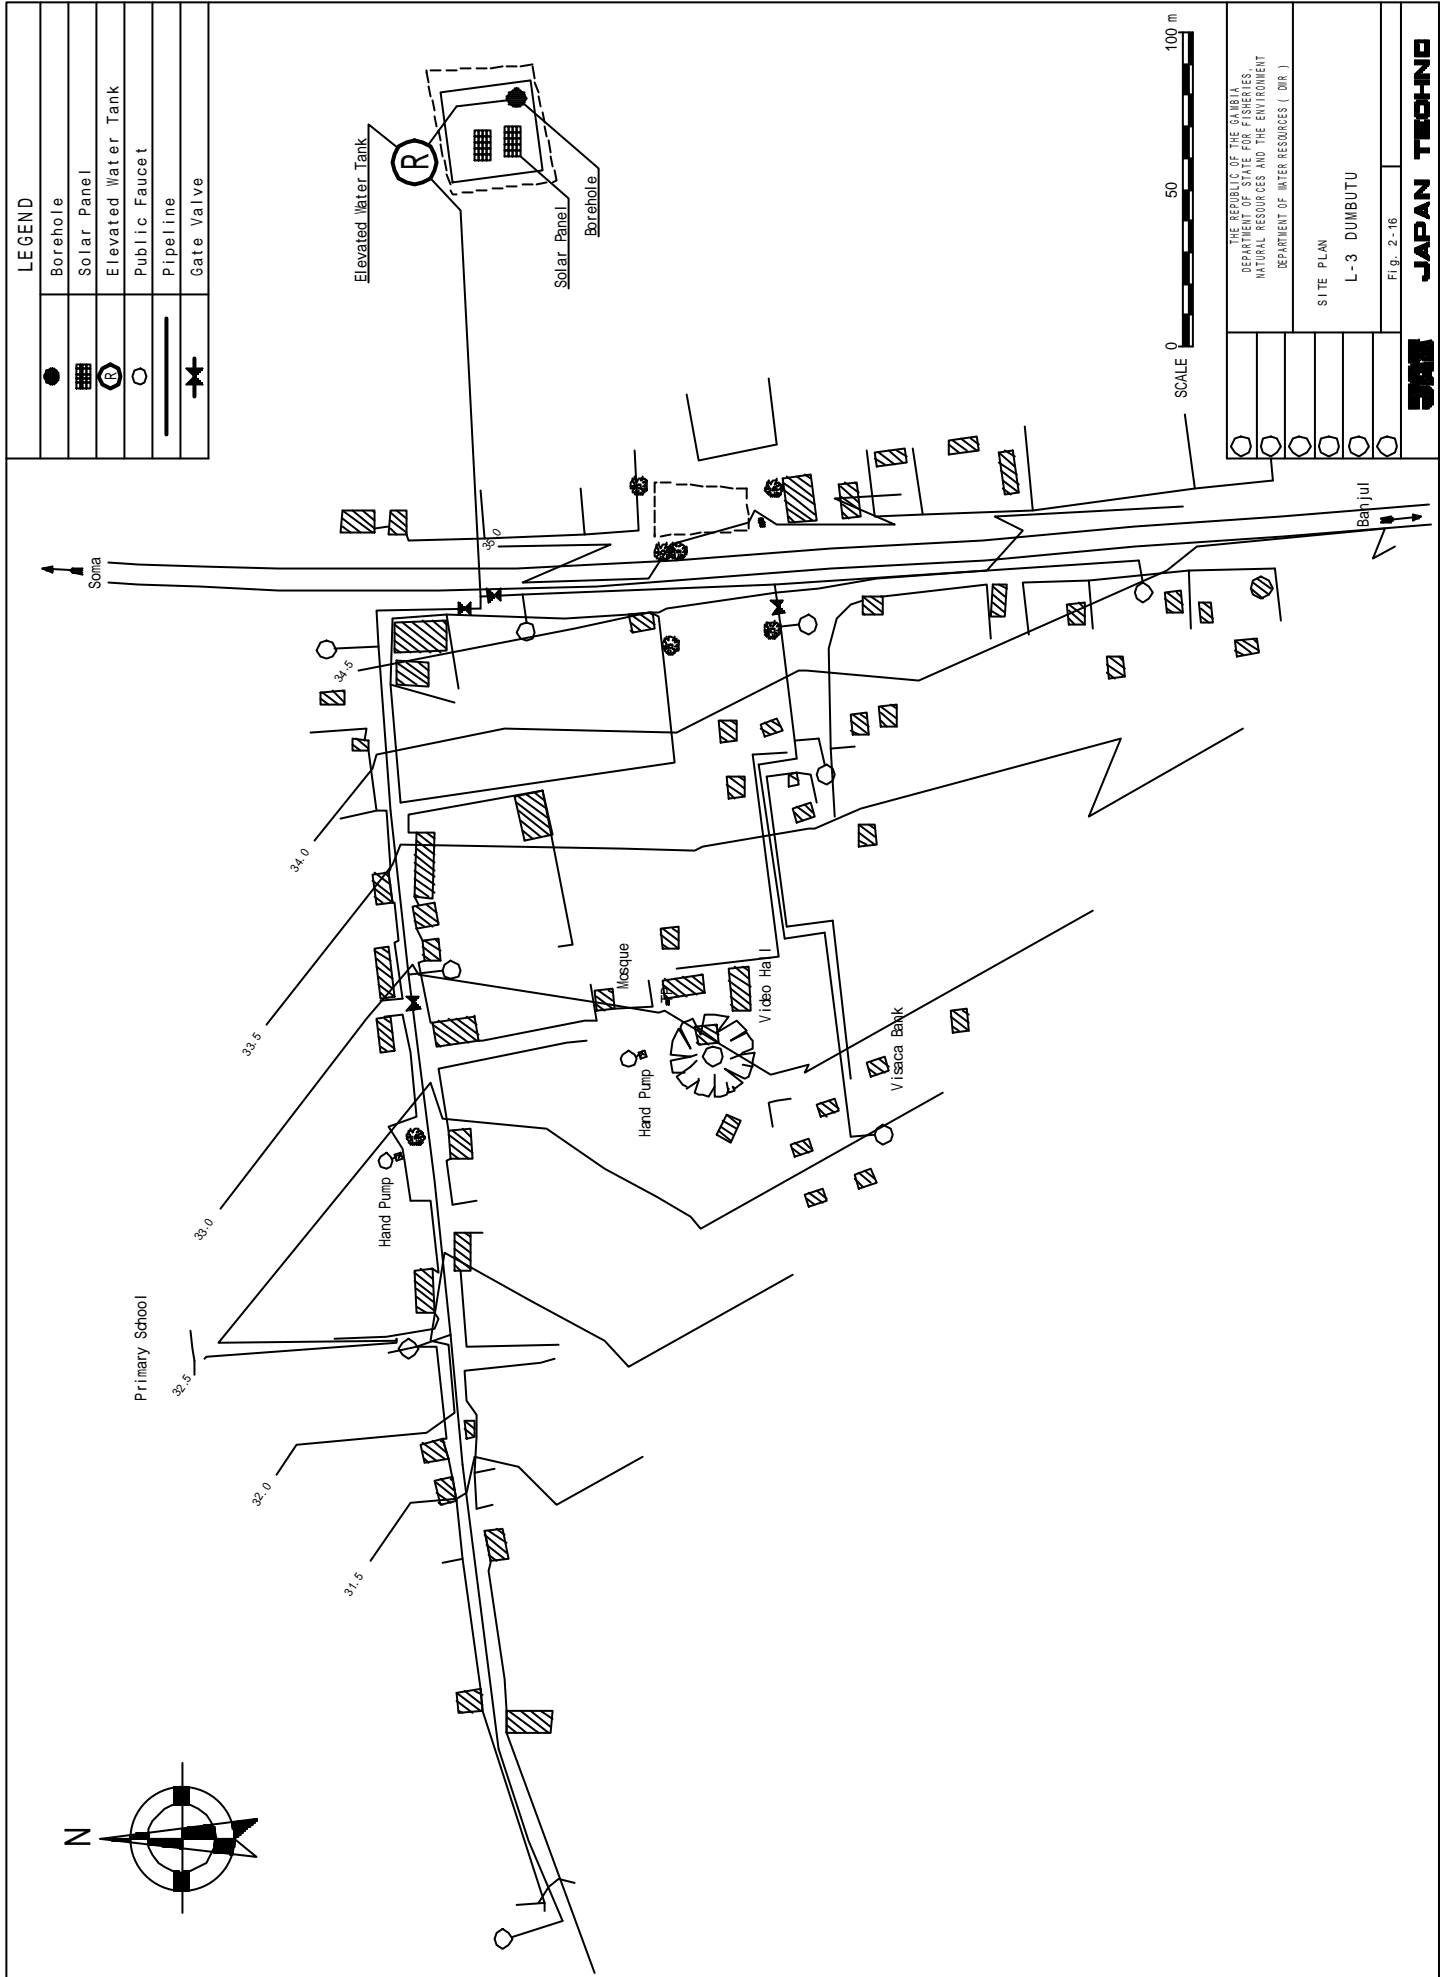 LEGEND
Borehole
Solar Panel
Elevated Water Tank
R
Public Faucet
Pipeline
Gate Valve
Elevated Water Tank
R
Solar Panel
Borehole
Soma
35.0
34.5
34.0
33.5
33.0
32.5
32.0
31.5
Primary School
Hand Pump
Hand Pump
Mosque
Video Hall
Visaca Bank
Banjul
N
SCALE
0
50
100 m
THE REPUBLIC OF THE GAMBIA
DEPARTMENT OF STATE FOR FISHERIES,
NATURAL RESOURCES AND THE ENVIRONMENT
DEPARTMENT OF WATER RESOURCES ( DWR )
SITE PLAN
L-3 DUMBUTU
Fig. 2-16
JAPAN TECHNO